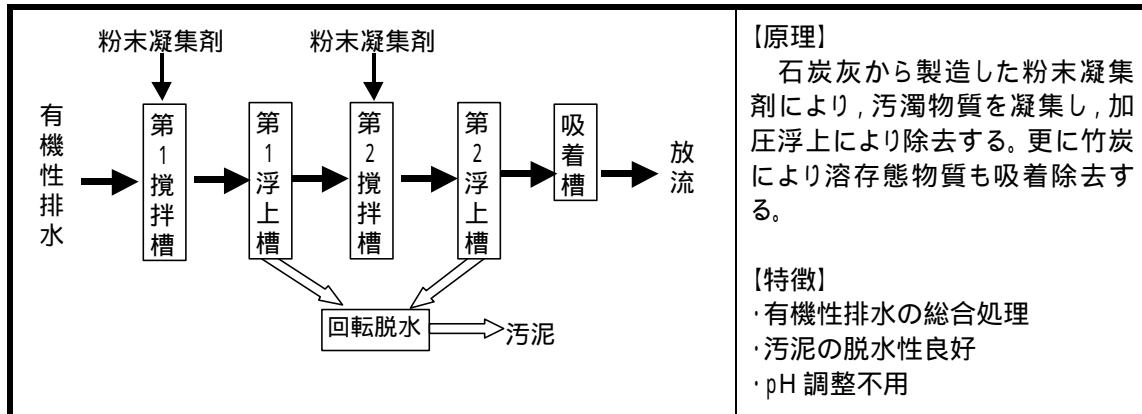 粉末凝集剤
粉末凝集剤
有機性排水
第1攪拌槽
第1浮上槽
第2攪拌槽
第2浮上槽
吸着槽
放流
回転脱水
汚泥
【原理】
石炭灰から製造した粉末凝集
剤により,汚濁物質を凝集し,加
圧浮上により除去する。更に竹炭
により溶存態物質も吸着除去す
る。
【特徴】
・有機性排水の総合処理
・汚泥の脱水性良好
・pH 調整不用